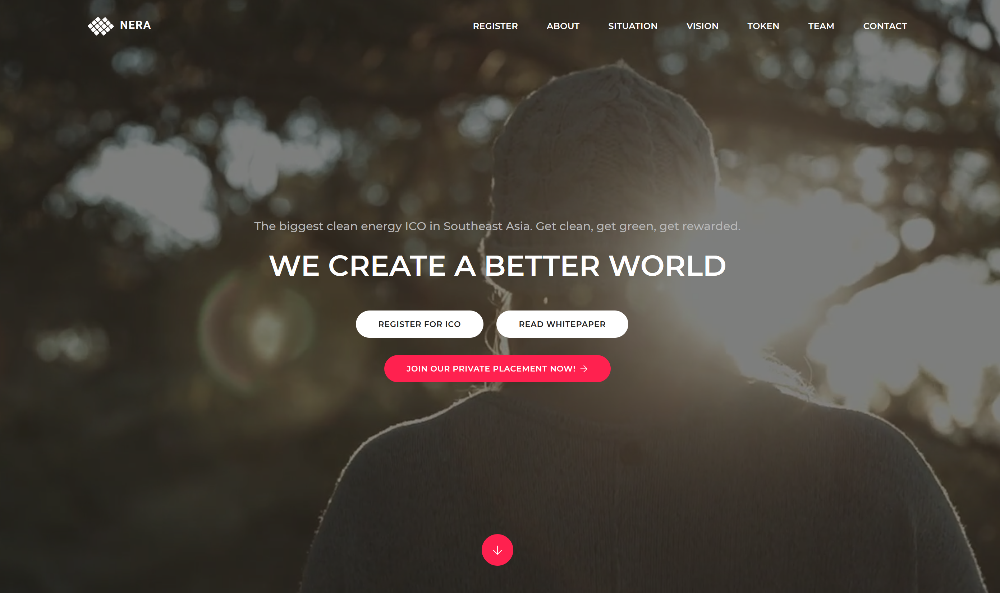 NERA
REGISTER ABOUT SITUATION VISION TOKEN TEAM CONTACT
The biggest clean energy ICO in Southeast Asia. Get clean, get green, get rewarded.
WE CREATE A BETTER WORLD
REGISTER FOR ICO
READ WHITEPAPER
JOIN OUR PRIVATE PLACEMENT NOW!